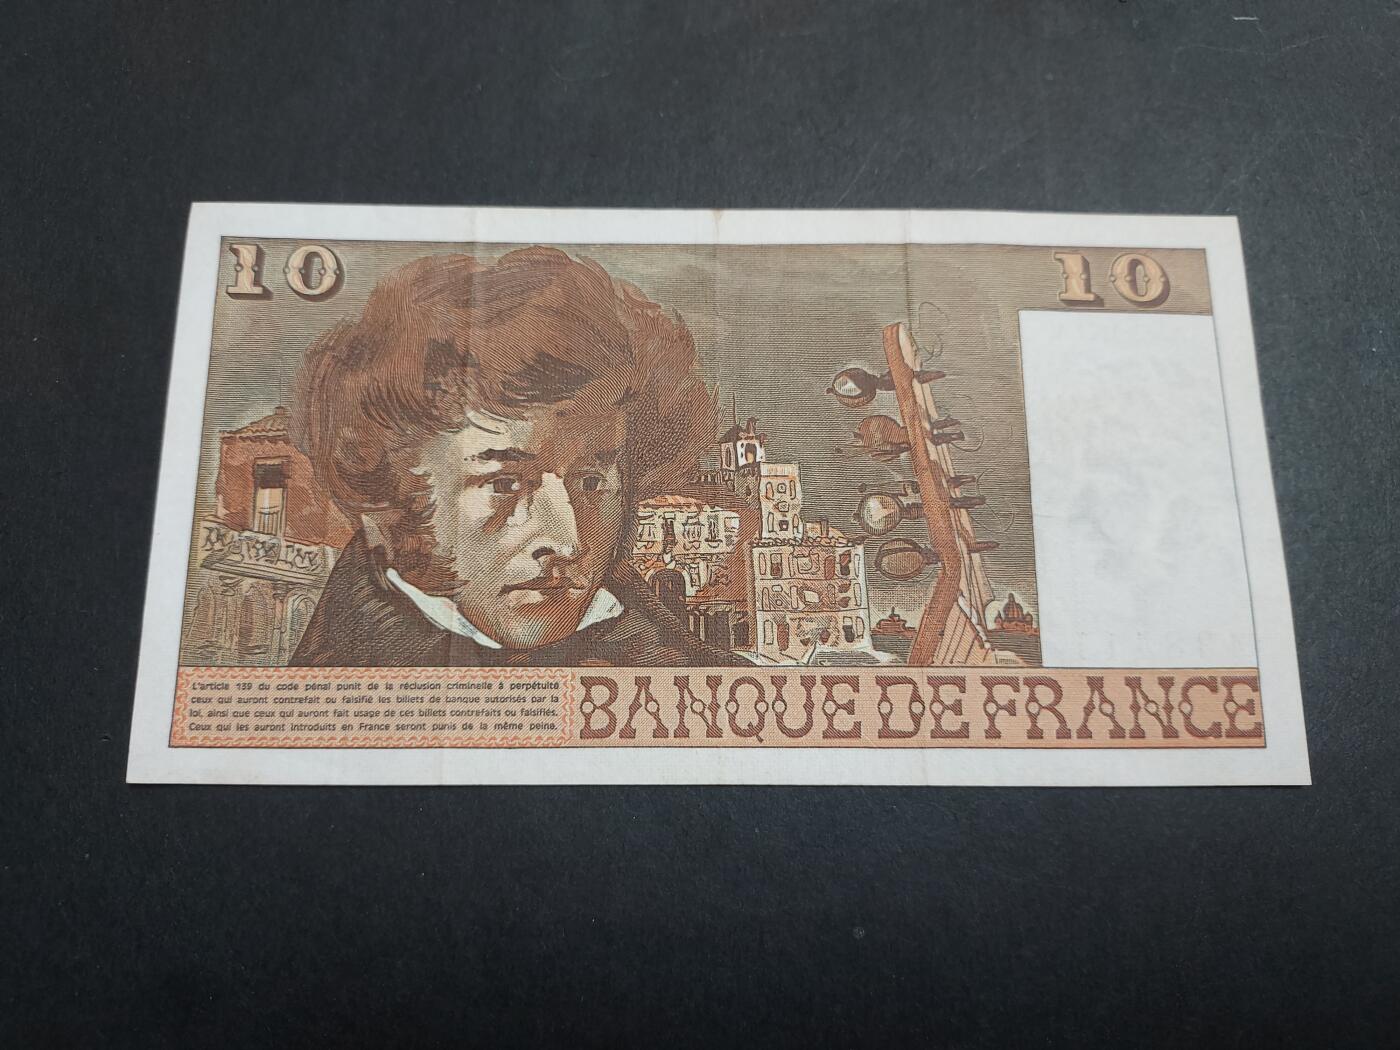 10
10
L'article 139 du code pénal punit de la réclusion criminelle à perpétuité
ceux qui auront contrefait ou falsifié les billets de banque autorisés par la
loi, ainsi que ceux qui auront fait usage de ces billets contrefaits ou falsifiés.
Ceux qui les auront introduits en France seront punis de la même peine.
BANQUE DE FRANCE